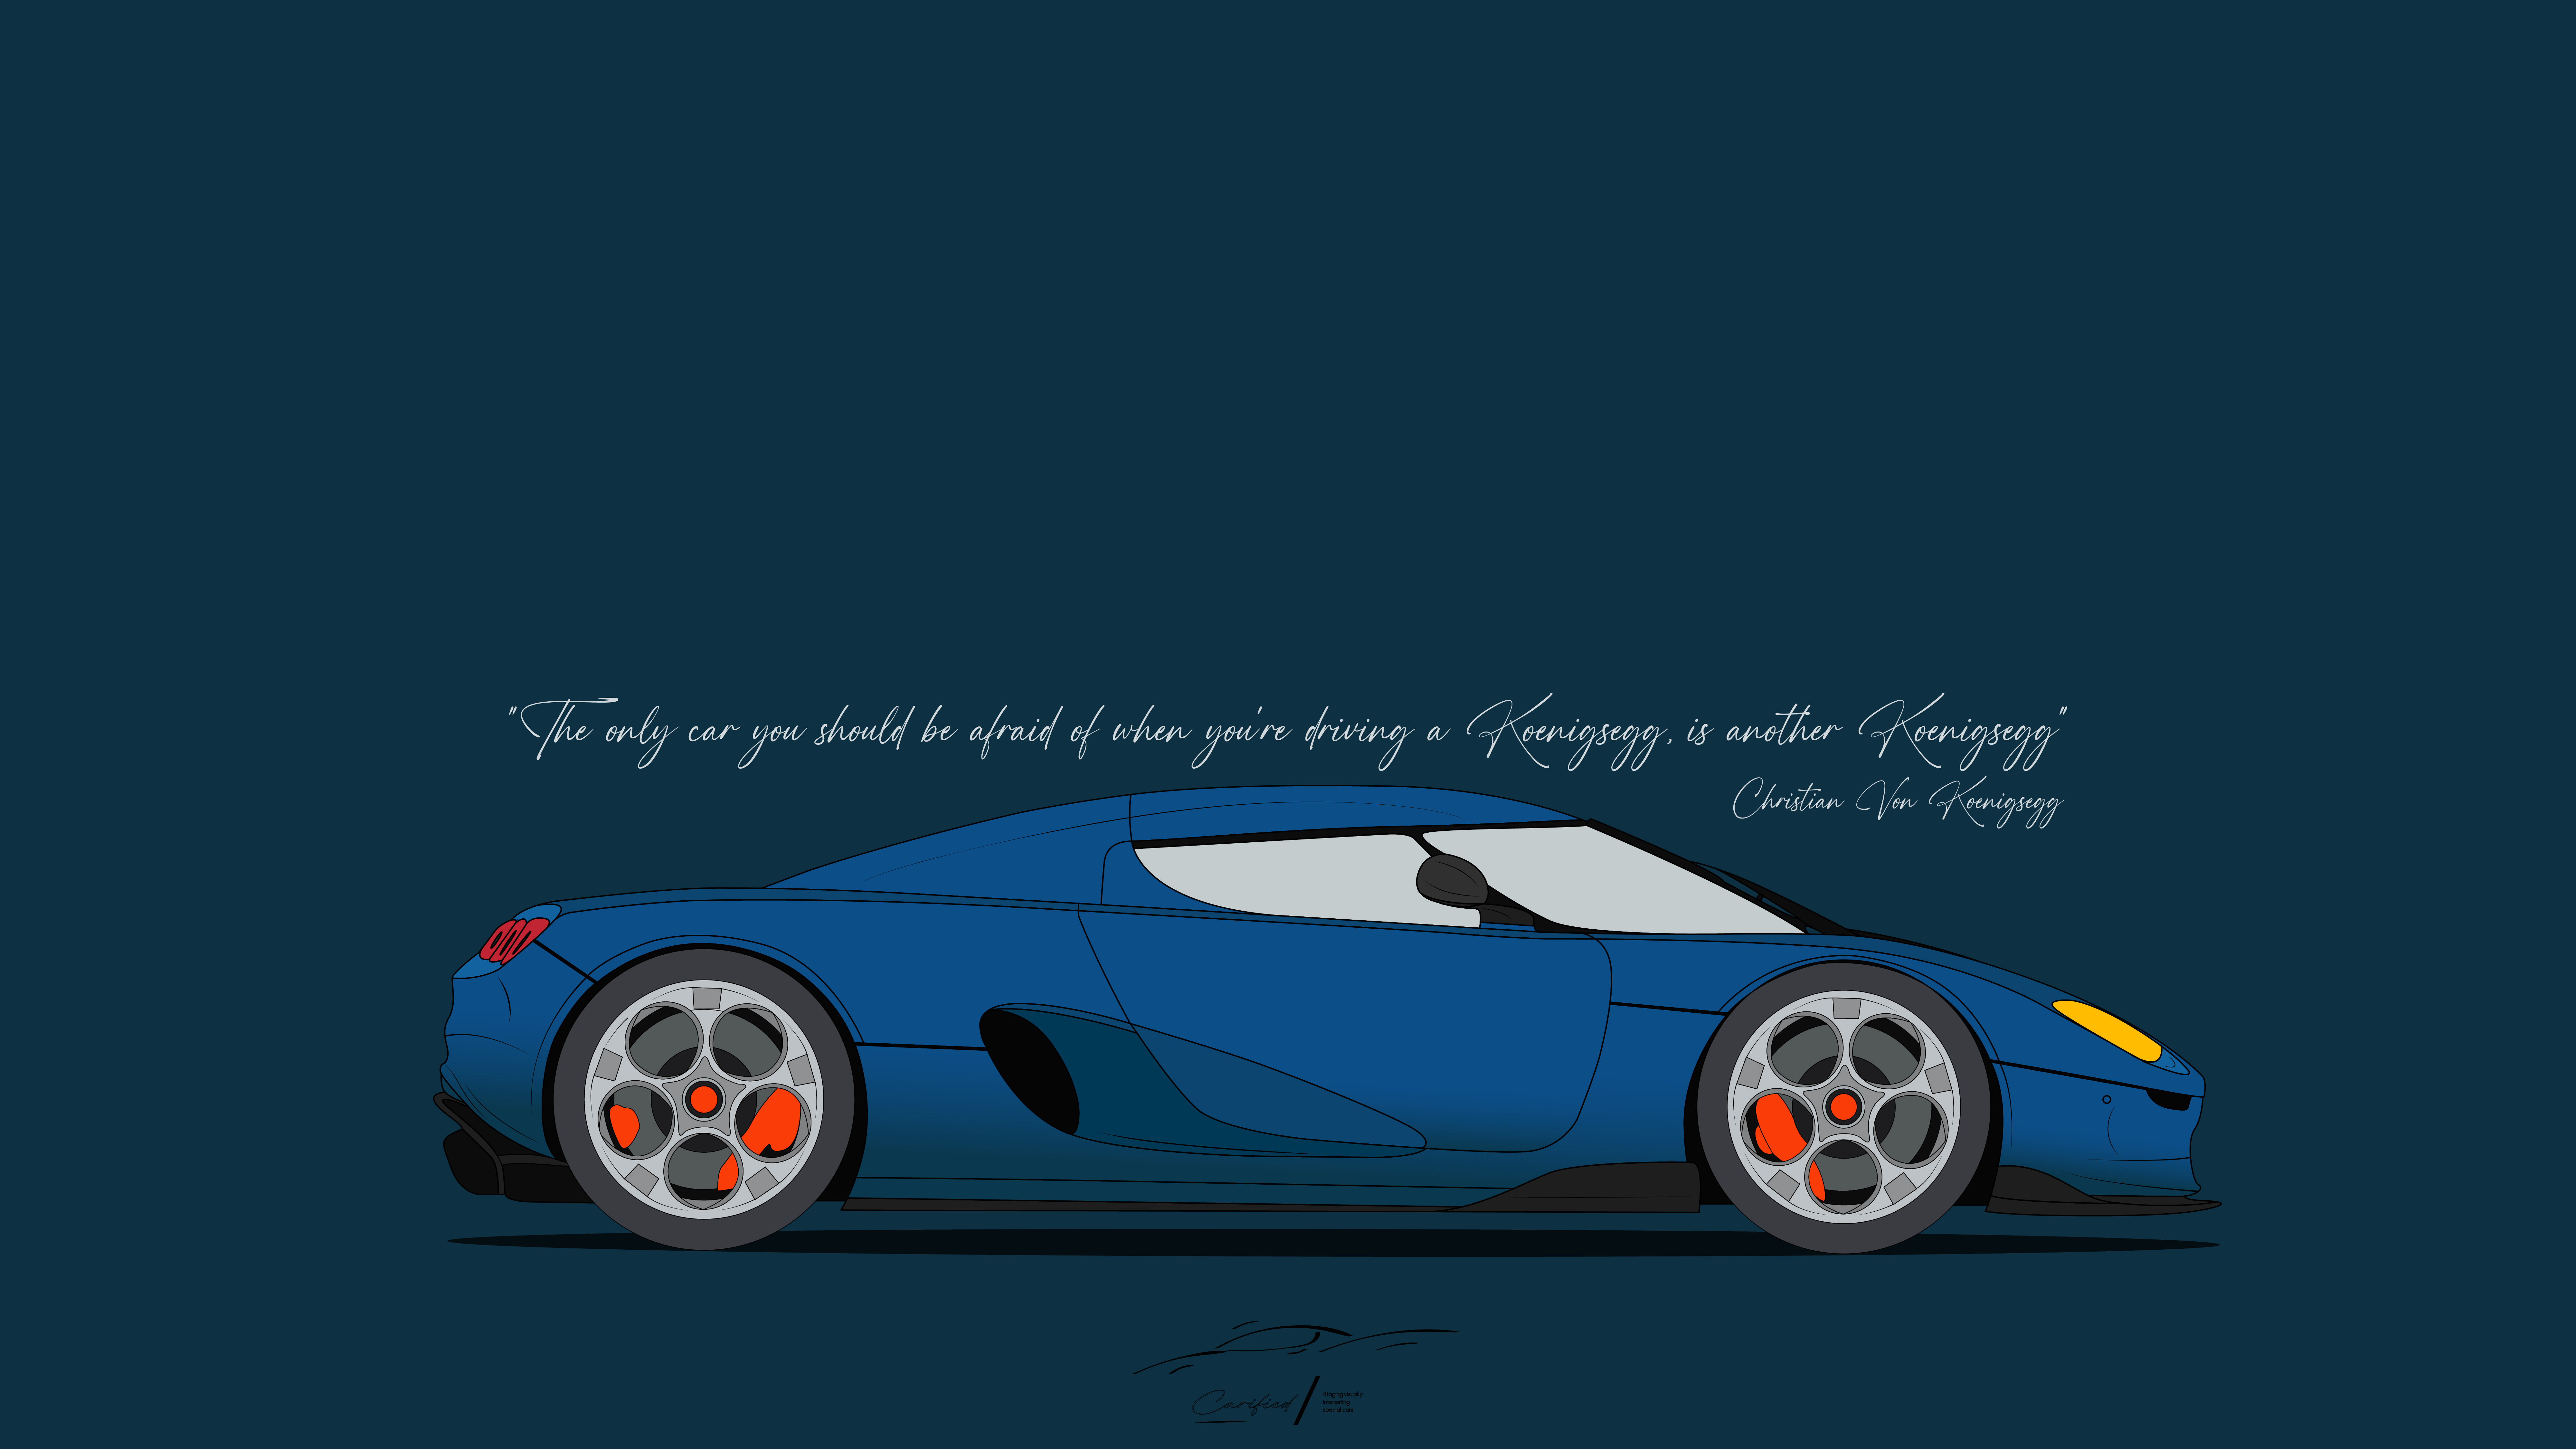 "The only car you should be afraid of when you're driving a Koenigsegg, is another Koenigsegg"
Christian Von Koenigsegg
Carified